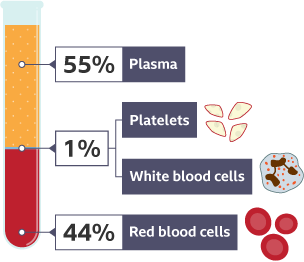 55% Plasma
Platelets
1%
White blood cells
44% Red blood cells